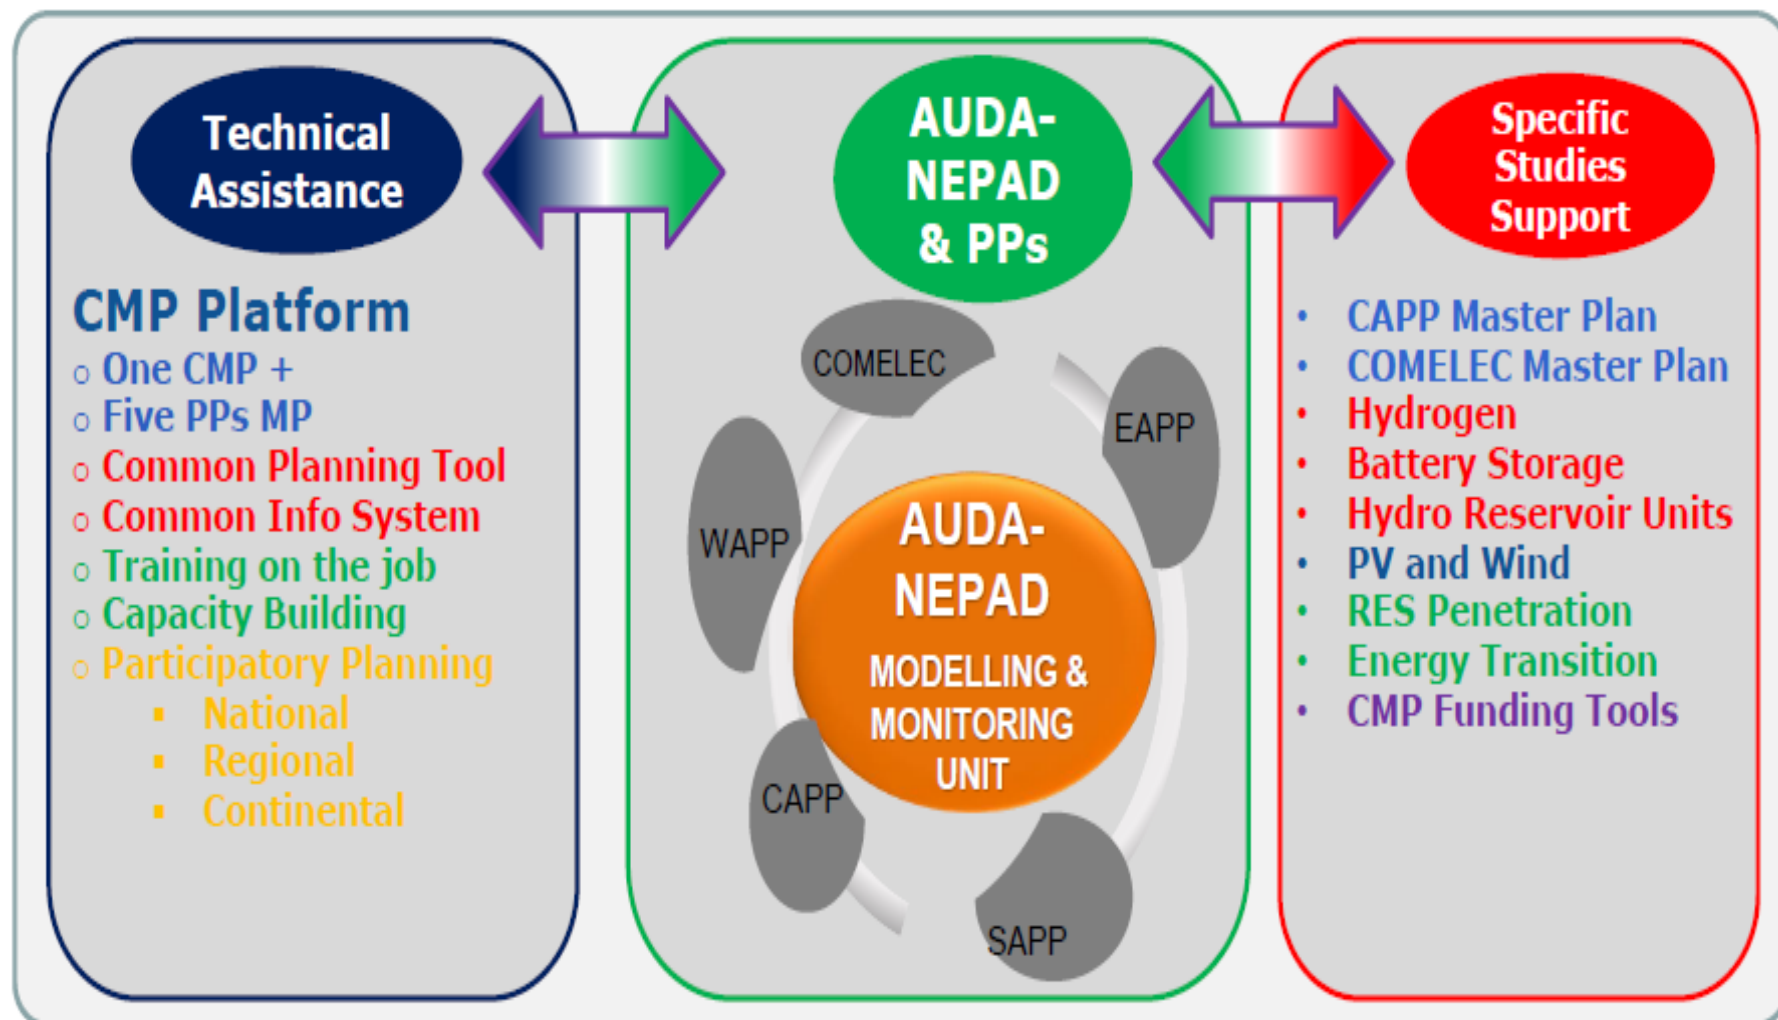 Technical
Assistance
CMP Platform
o One CMP +
o Five PPs MP
o Common Planning Tool
o Common Info System
o Training on the job
o Capacity Building
o Participatory Planning
▪ National
▪ Regional
▪ Continental
AUDA-
NEPAD
& PPs
COMELEC
EAPP
WAPP
AUDA-
NEPAD
MODELLING &
MONITORING
UNIT
CAPP
SAPP
Specific
Studies
Support
• CAPP Master Plan
• COMELEC Master Plan
• Hydrogen
• Battery Storage
• Hydro Reservoir Units
• PV and Wind
• RES Penetration
• Energy Transition
• CMP Funding Tools